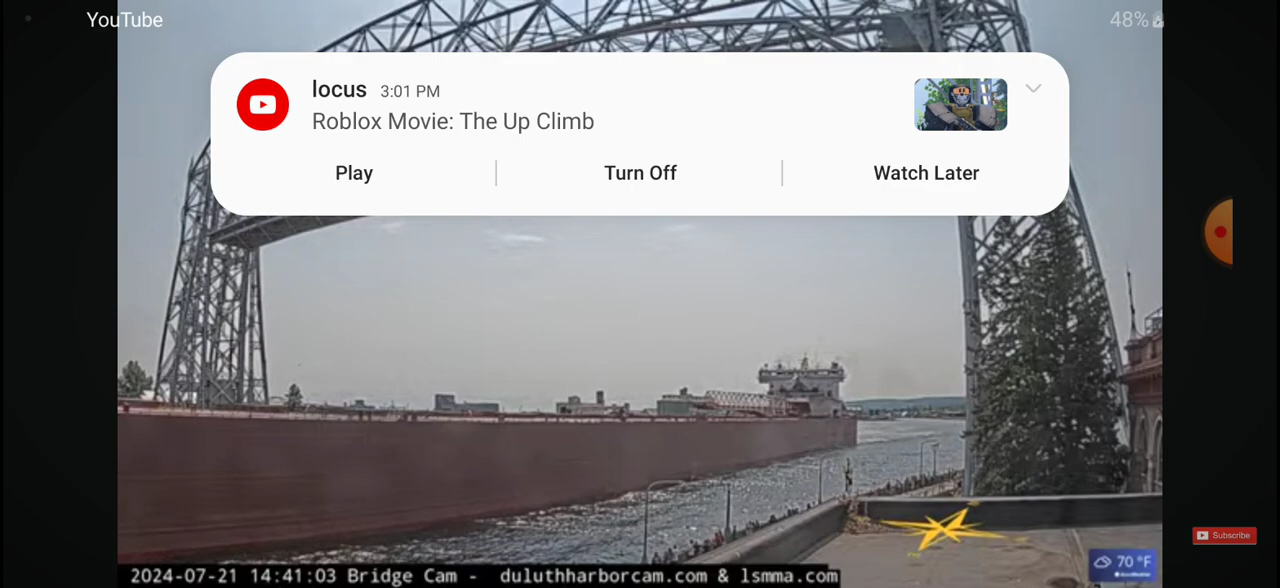 YouTube
48%
locus 3:01 PM
Roblox Movie: The Up Climb
Play Turn Off Watch Later
Subscribe
70 °F
2024-07-21 14:41:03 Bridge Cam - duluthharborcam.com & lsmma.com